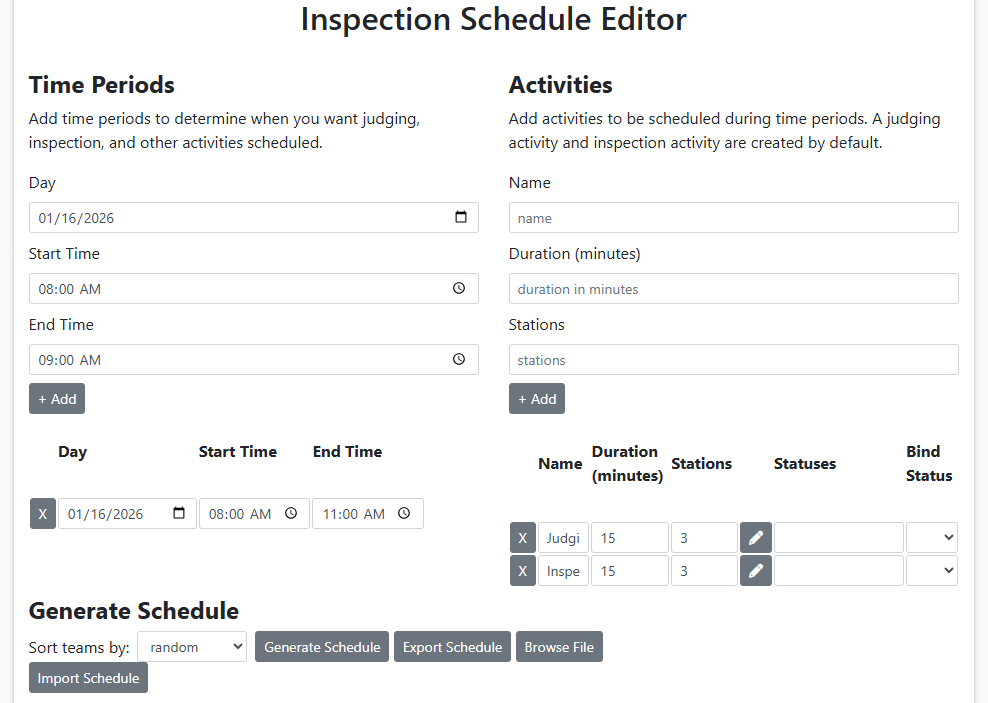 Inspection Schedule Editor
Time Periods
Add time periods to determine when you want judging,
inspection, and other activities scheduled.
Day
01/16/2026
Start Time
08:00 AM
End Time
09:00 AM
+ Add
Day Start Time End Time
X 01/16/2026 08:00 AM 11:00 AM
Activities
Add activities to be scheduled during time periods. A judging
activity and inspection activity are created by default.
Name
name
Duration (minutes)
duration in minutes
Stations
stations
+ Add
Name Duration (minutes) Stations Statuses Bind Status
X Judgi 15 3
X Inspe 15 3
Generate Schedule
Sort teams by: random Generate Schedule Export Schedule Browse File
Import Schedule